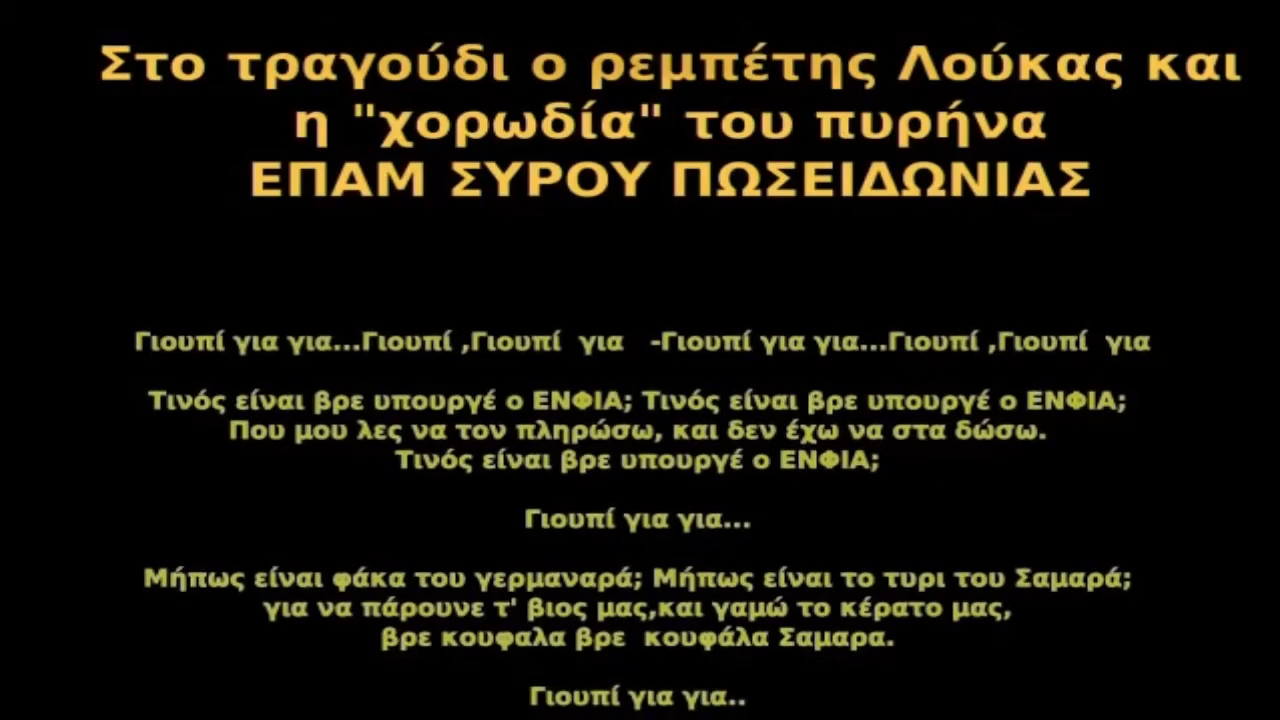 Στο τραγούδι ο ρεμπέτης Λούκας και
η "χορωδία" του πυρήνα
ΕΠΑΜ ΣΥΡΟΥ ΠΩΣΕΙΔΩΝΙΑΣ
Γιουπί για για...Γιουπί ,Γιουπί  για   -Γιουπί για για...Γιουπί ,Γιουπί  για
Τινός είναι βρε υπουργέ ο ΕΝΦΙΑ; Τινός είναι βρε υπουργέ ο ΕΝΦΙΑ;
Που μου λες να τον πληρώσω, και δεν έχω να στα δώσω.
Τινός είναι βρε υπουργέ ο ΕΝΦΙΑ;
Γιουπί για για...
Μήπως είναι φάκα του γερμαναρά; Μήπως είναι το τυρι του Σαμαρά;
για να πάρουνε τ' βιος μας,και γαμώ το κέρατο μας,
βρε κουφαλα βρε  κουφάλα Σαμαρα.
Γιουπί για για..